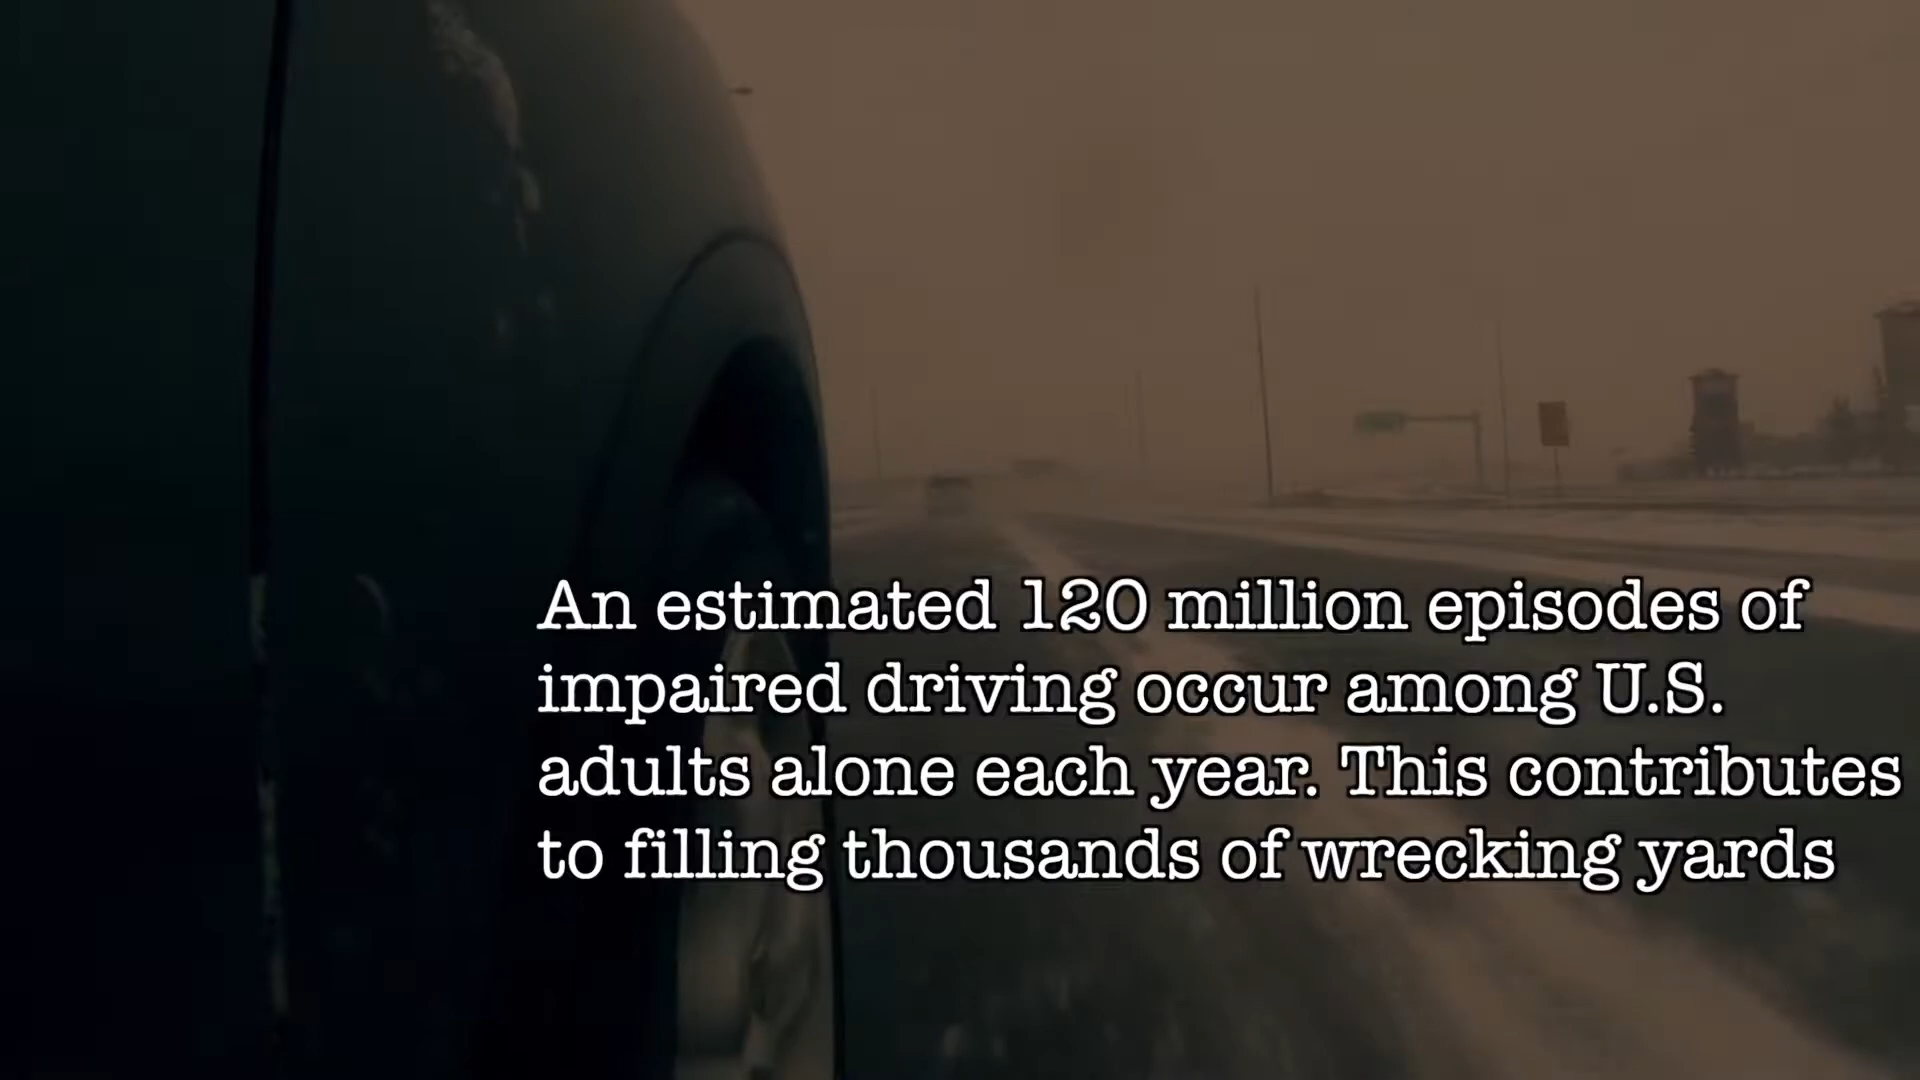 An estimated 120 million episodes of
impaired driving occur among U.S.
adults alone each year. This contributes
to filling thousands of wrecking yards